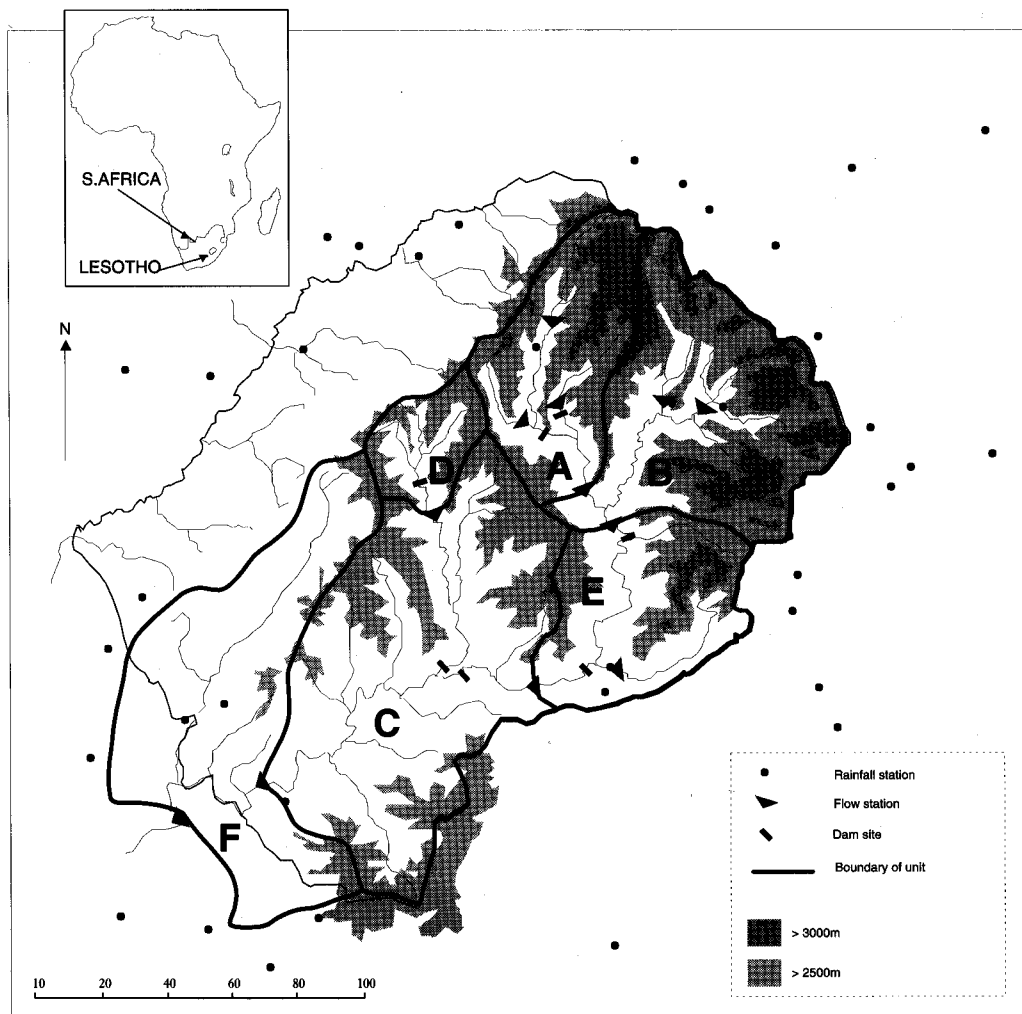 S.AFRICA
LESOTHO
N
D
A
B
E
C
F
Rainfall station
Flow station
Dam site
Boundary of unit
> 3000m
> 2500m
10 0 20 40 60 80 100